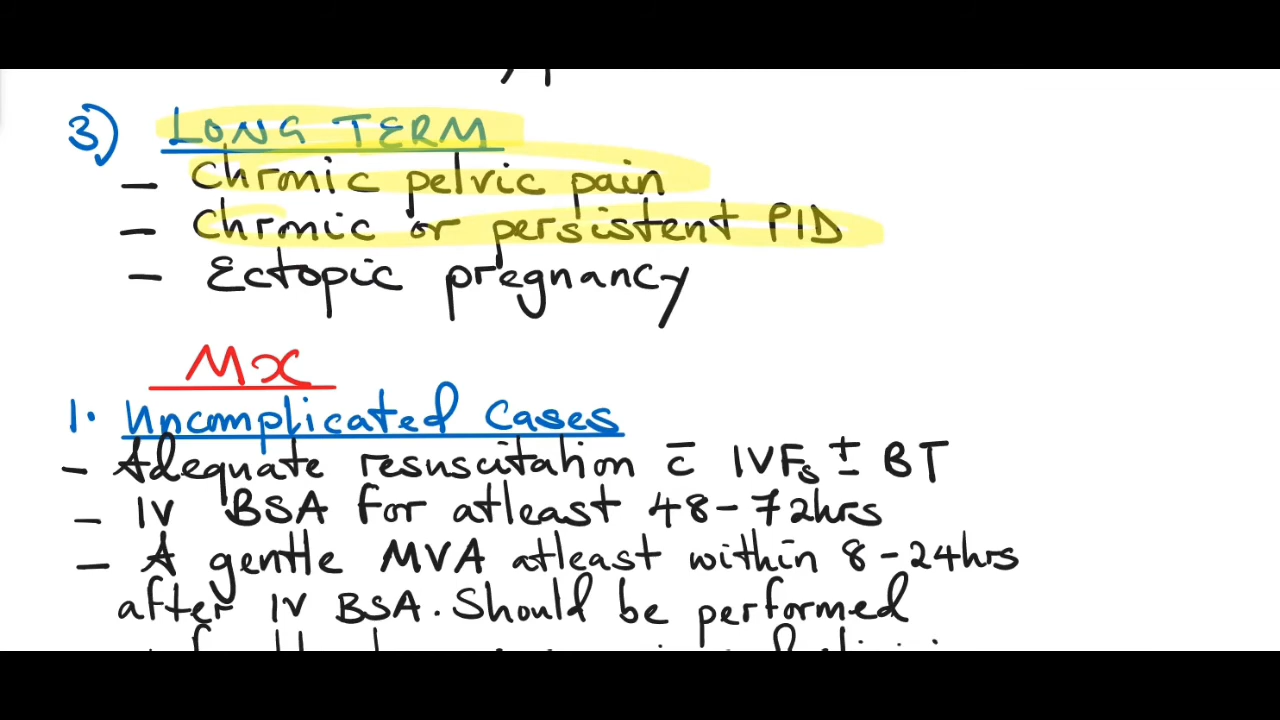 3) LONG TERM
- Chronic pelvic pain
- Chronic or persistent PID
- Ectopic pregnancy
Mx
1. Uncomplicated Cases
- Adequate resuscitation c̄ IVFs ± BT
- IV BSA for atleast 48-72hrs
- A gentle MVA atleast within 8-24hrs
after IV BSA. Should be performed